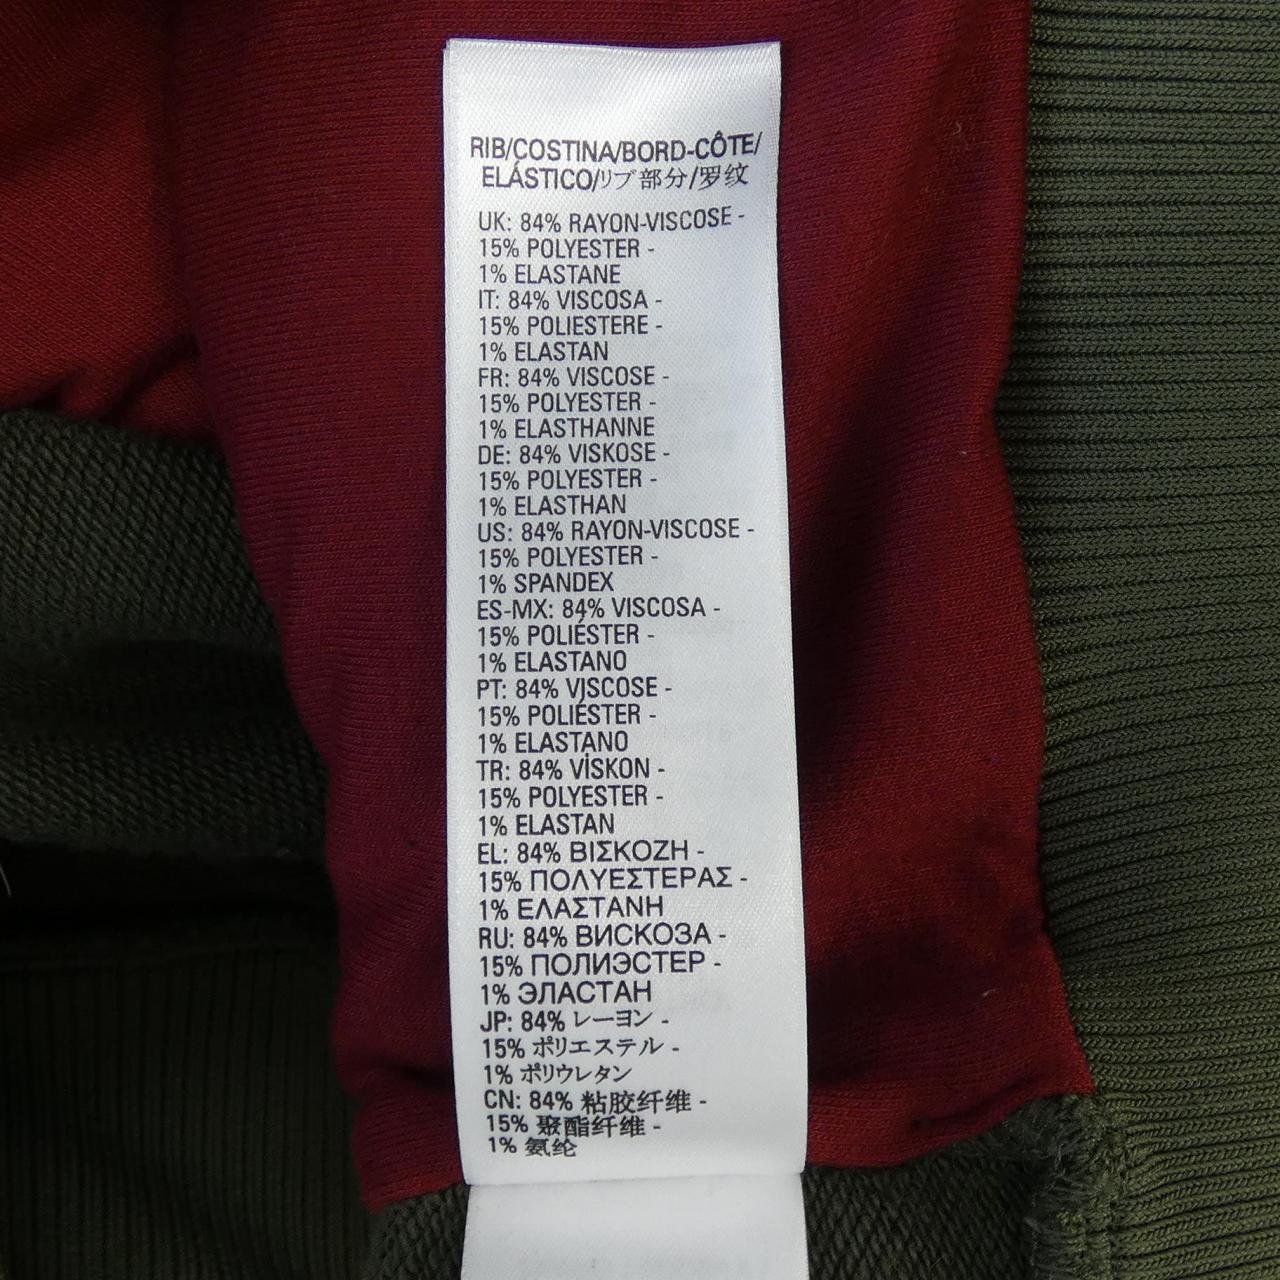 RIB/COSTINA/BORD-CÔTE/
ELÁSTICO/リブ部分/罗纹
UK: 84% RAYON-VISCOSE -
15% POLYESTER -
1% ELASTANE
IT: 84% VISCOSA -
15% POLIESTERE -
1% ELASTAN
FR: 84% VISCOSE -
15% POLYESTER -
1% ELASTHANNE
DE: 84% VISKOSE -
15% POLYESTER -
1% ELASTHAN
US: 84% RAYON-VISCOSE -
15% POLYESTER -
1% SPANDEX
ES-MX: 84% VISCOSA -
15% POLIÉSTER -
1% ELASTANO
PT: 84% VISCOSE -
15% POLIÉSTER -
1% ELASTANO
TR: 84% VİSKON -
15% POLYESTER -
1% ELASTAN
EL: 84% ΒΙΣΚΟΖΗ -
15% ΠΟΛΥΕΣΤΕΡΑΣ -
1% ΕΛΑΣΤΑΝΗ
RU: 84% ВИСКОЗА -
15% ПОЛИЭСТЕР -
1% ЭЛАСТАН
JP: 84% レーヨン -
15% ポリエステル -
1% ポリウレタン
CN: 84% 粘胶纤维 -
15% 聚酯纤维 -
1% 氨纶